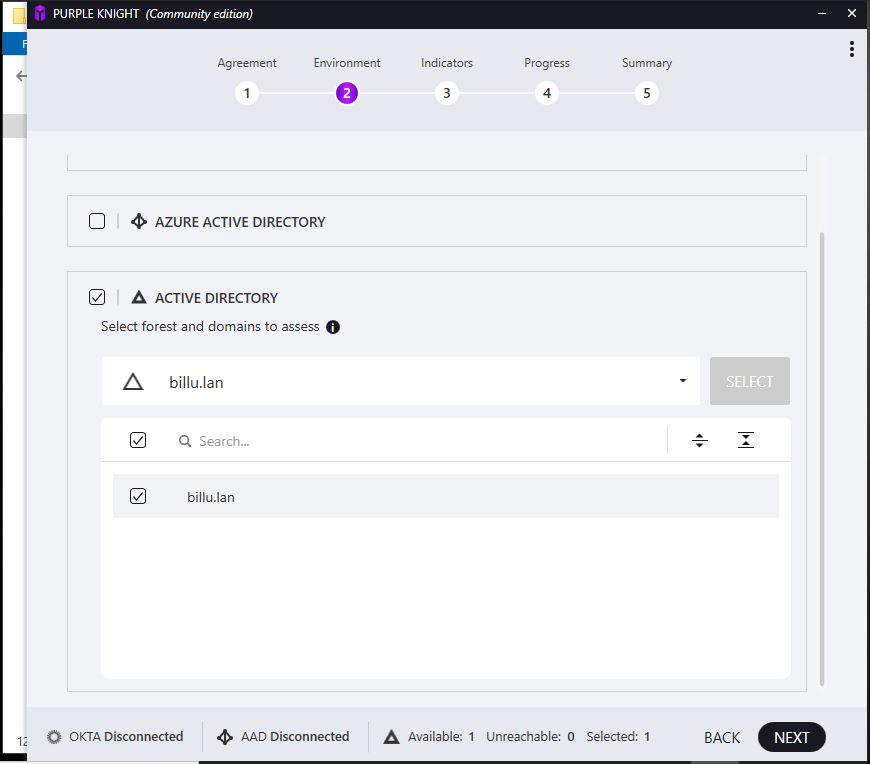 PURPLE KNIGHT (Community edition)
F
Agreement Environment Indicators Progress Summary
1 2 3 4 5
AZURE ACTIVE DIRECTORY
ACTIVE DIRECTORY
Select forest and domains to assess i
billu.lan SELECT
Search...
billu.lan
12
OKTA Disconnected AAD Disconnected Available: 1 Unreachable: 0 Selected: 1 BACK NEXT